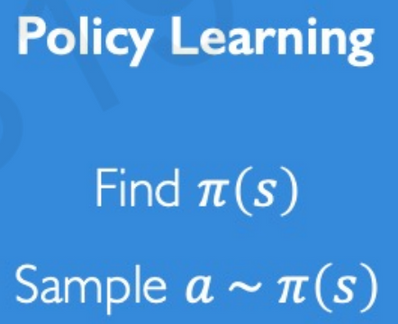 Policy Learning
Find π(s)
Sample a ~ π(s)